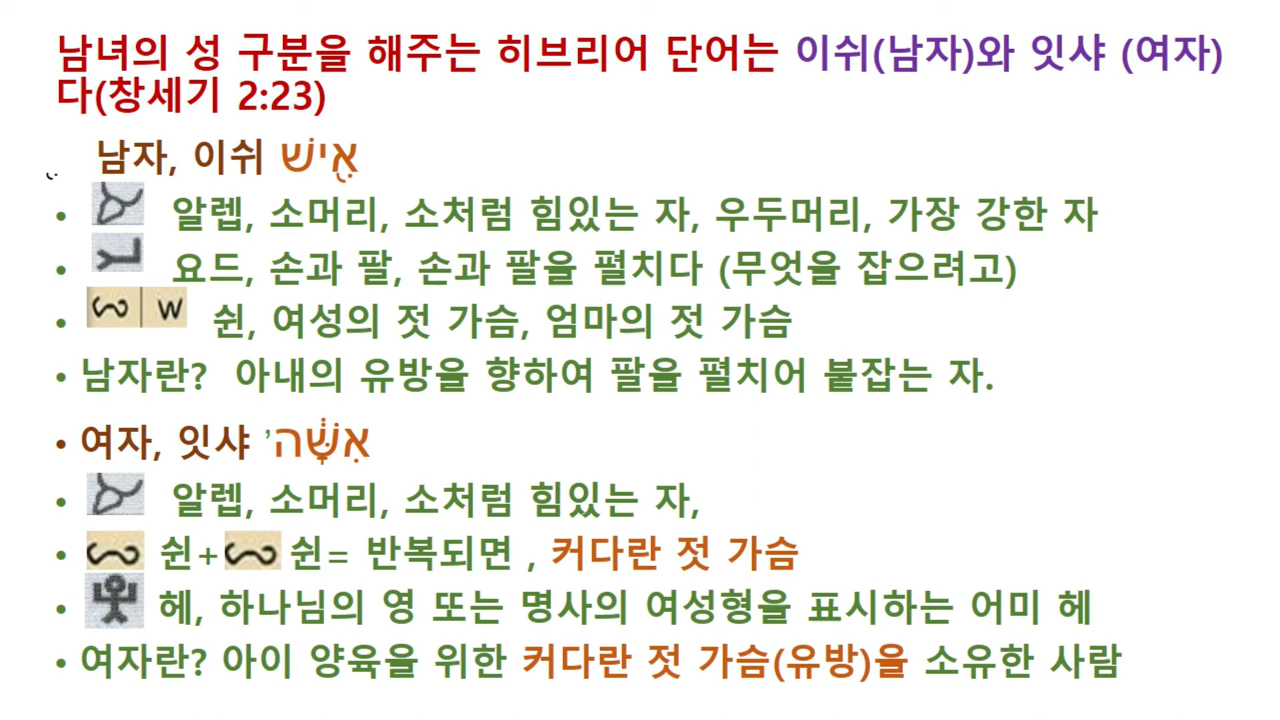 남녀의 성 구분을 해주는 히브리어 단어는 이쉬(남자)와 잇샤 (여자)
다(창세기 2:23)
남자, 이쉬 אִ֖ישׁ
• 알렙, 소머리, 소처럼 힘있는 자, 우두머리, 가장 강한 자
• 요드, 손과 팔, 손과 팔을 펼치다 (무엇을 잡으려고)
• w 쉰, 여성의 젓 가슴, 엄마의 젓 가슴
• 남자란? 아내의 유방을 향하여 팔을 펼치어 붙잡는 자.
• 여자, 잇샤 ’אִשָּׁ֔ה
• 알렙, 소머리, 소처럼 힘있는 자,
• 쉰+ 쉰= 반복되면 , 커다란 젓 가슴
• 헤, 하나님의 영 또는 명사의 여성형을 표시하는 어미 헤
• 여자란? 아이 양육을 위한 커다란 젓 가슴(유방)을 소유한 사람